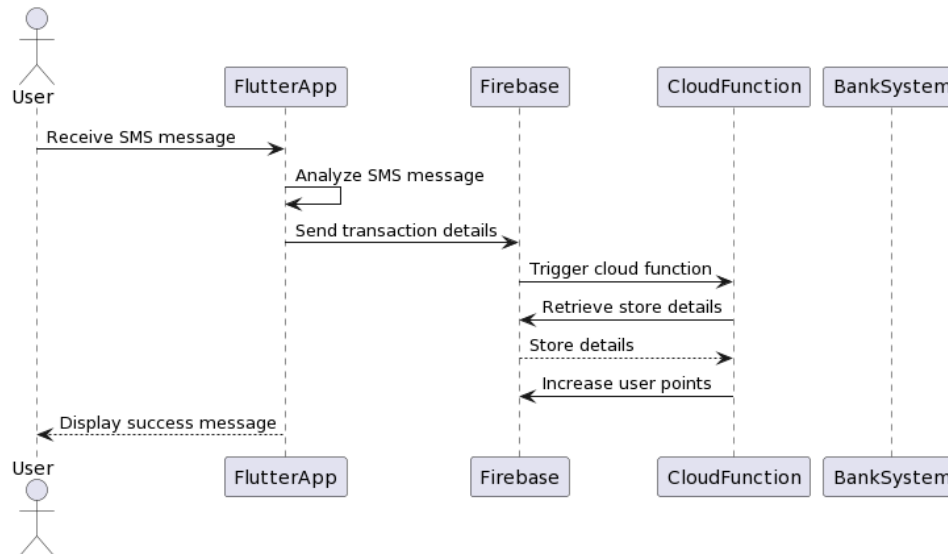 User
FlutterApp
Firebase
CloudFunction
BankSystem
Receive SMS message
Analyze SMS message
Send transaction details
Trigger cloud function
Retrieve store details
Store details
Increase user points
Display success message
User
FlutterApp
Firebase
CloudFunction
BankSystem